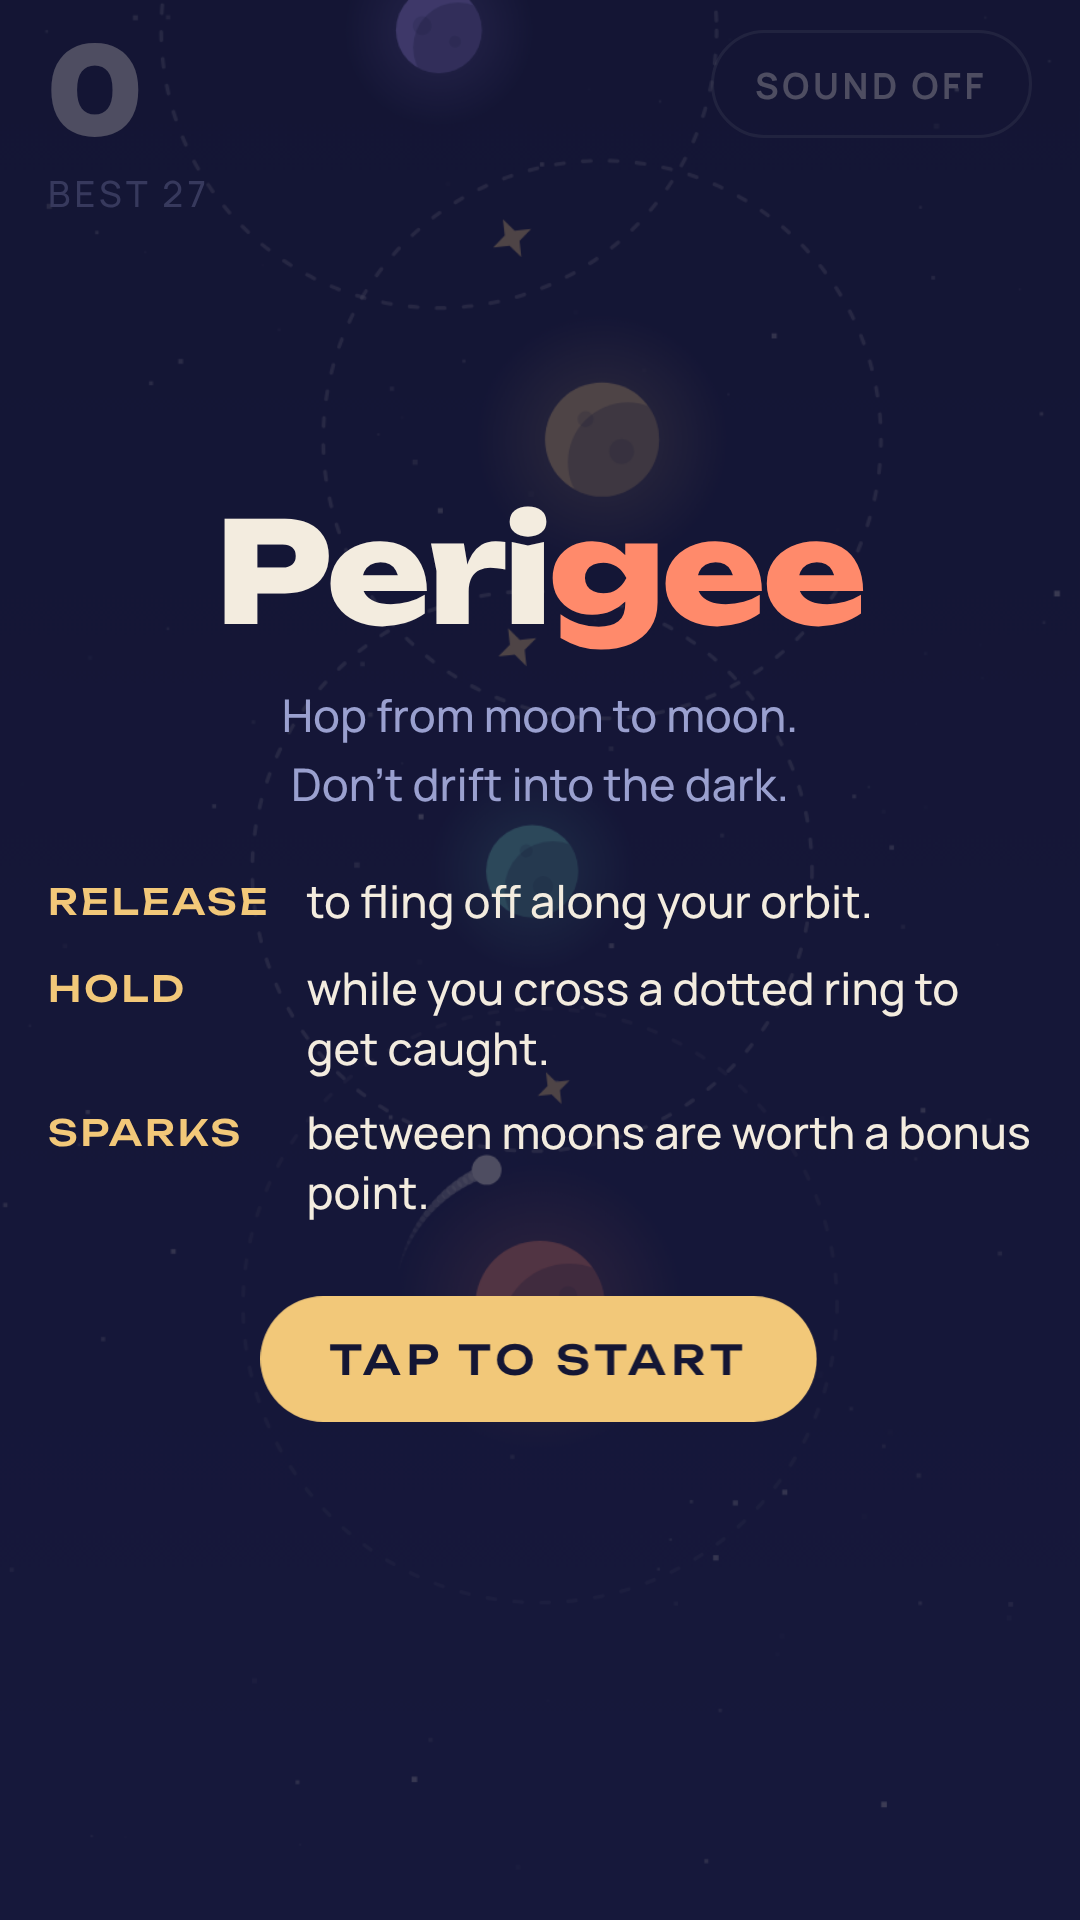 0
SOUND OFF
BEST 27
Perigee
Hop from moon to moon.
Don’t drift into the dark.
RELEASE to fling off along your orbit.
HOLD while you cross a dotted ring to
get caught.
SPARKS between moons are worth a bonus
point.
TAP TO START